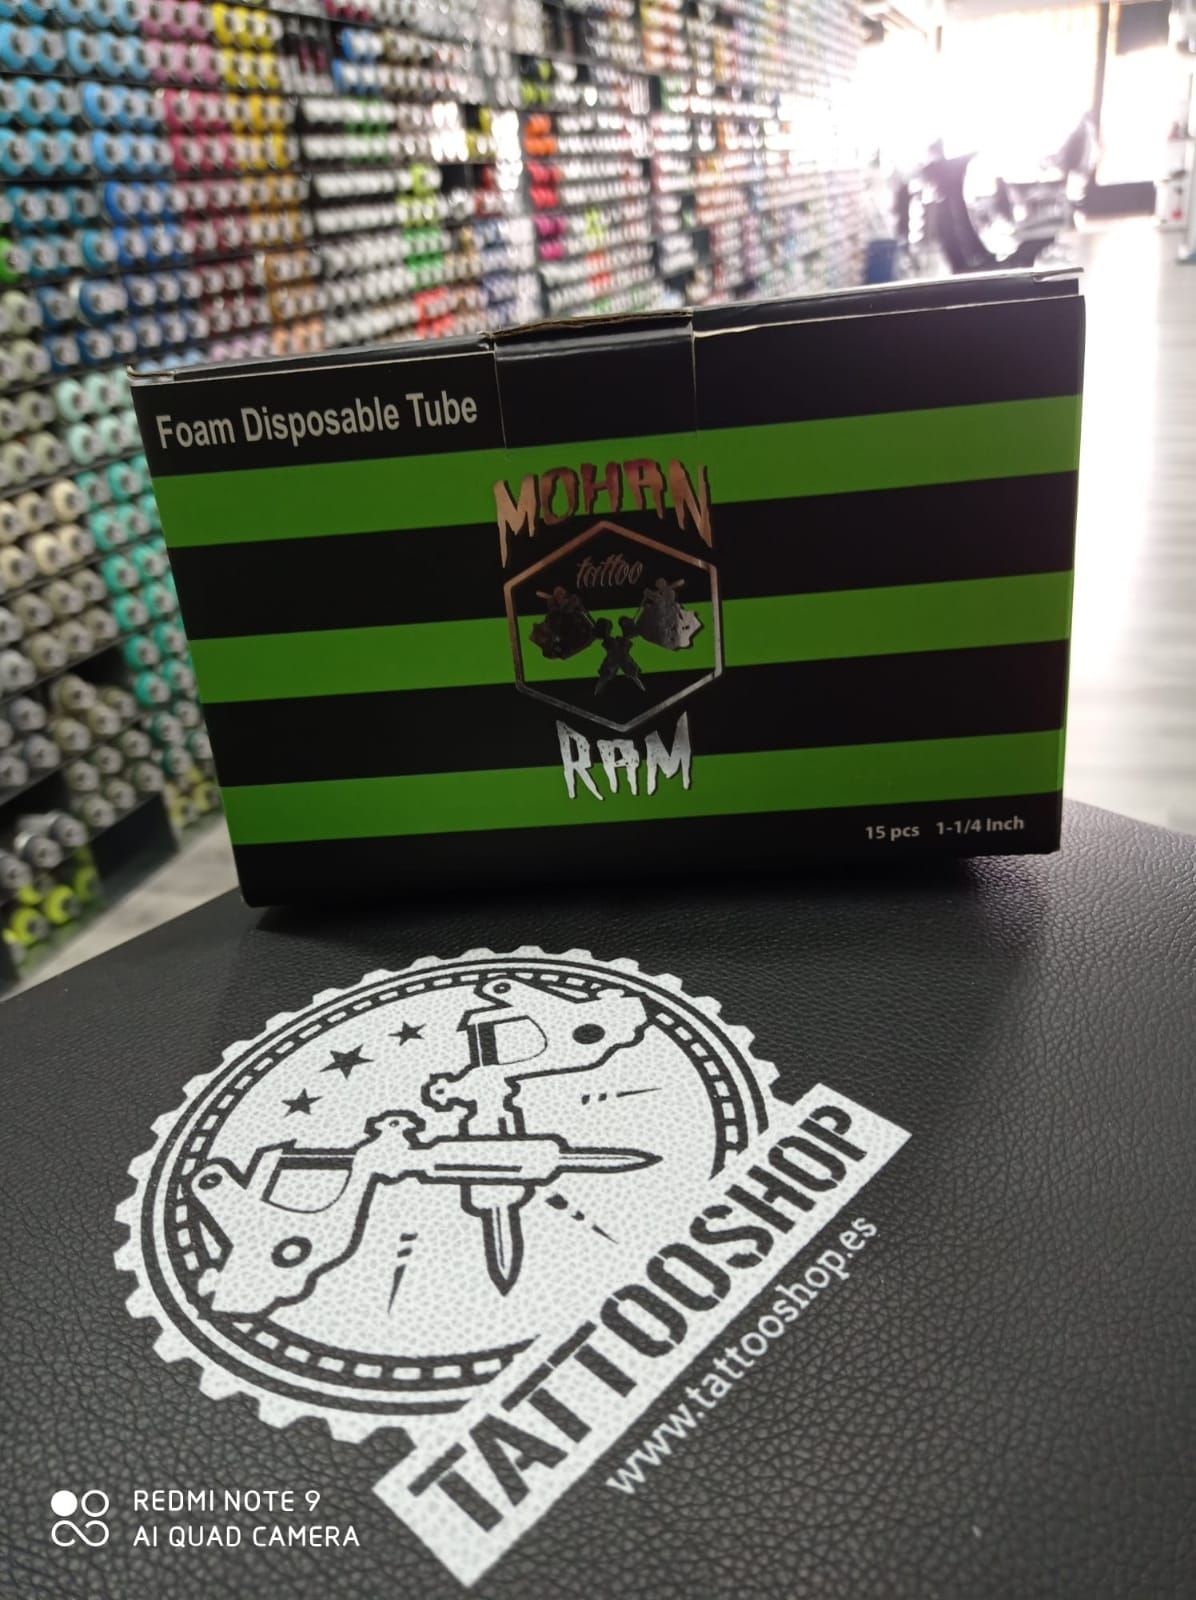 Foam Disposable Tube
MOHAN
tattoo
RAM
15 pcs 1-1/4 Inch
TATTOOSHOP
www.tattooshop.es
REDMI NOTE 9
AI QUAD CAMERA